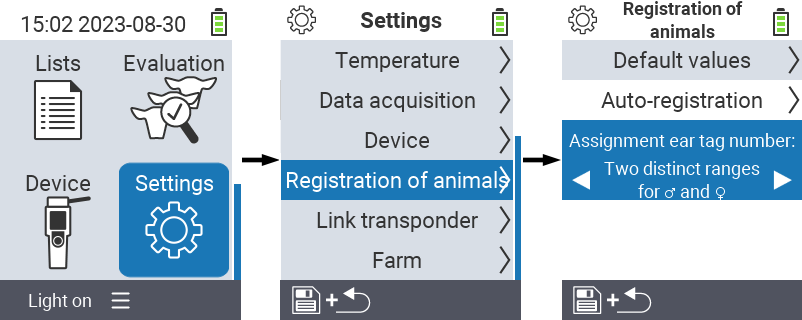 15:02 2023-08-30
Lists
Evaluation
Device
Settings
Light on
Settings
Temperature
Data acquisition
Device
Registration of animals
Link transponder
Farm
+
Registration of
animals
Default values
Auto-registration
Assignment ear tag number:
Two distinct ranges
for ♂ and ♀
+